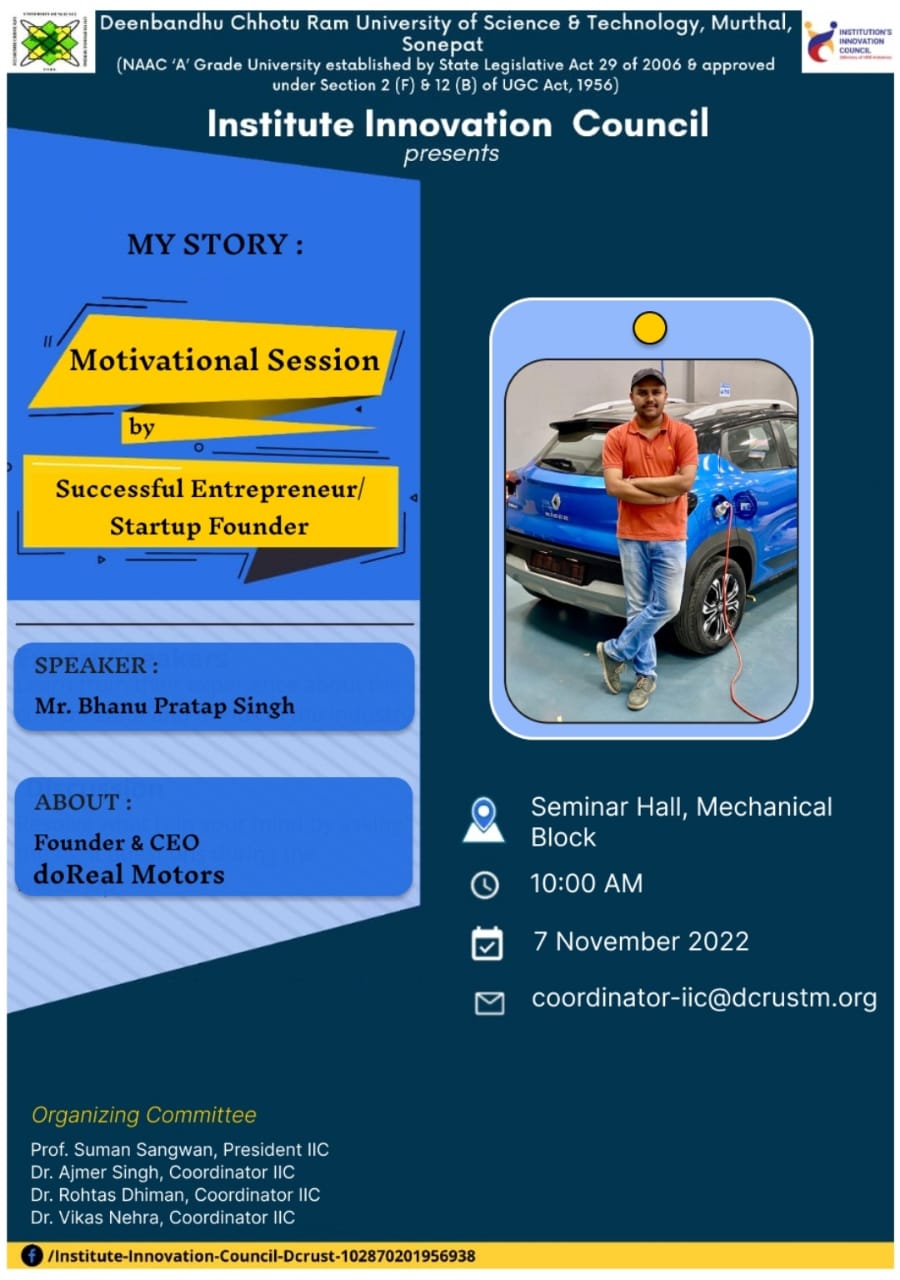 Deenbandhu Chhotu Ram University of Science & Technology, Murthal,
Sonepat
(NAAC ‘A’ Grade University established by State Legislative Act 29 of 2006 & approved
under Section 2 (F) & 12 (B) of UGC Act, 1956)
INSTITUTION'S
INNOVATION
COUNCIL
Institute Innovation Council
presents
MY STORY :
Motivational Session
by
Successful Entrepreneur/
Startup Founder
SPEAKER :
Mr. Bhanu Pratap Singh
ABOUT :
Founder & CEO
doReal Motors
Seminar Hall, Mechanical
Block
10:00 AM
7 November 2022
coordinator-iic@dcrustm.org
Organizing Committee
Prof. Suman Sangwan, President IIC
Dr. Ajmer Singh, Coordinator IIC
Dr. Rohtas Dhiman, Coordinator IIC
Dr. Vikas Nehra, Coordinator IIC
/Institute-Innovation-Council-Dcrust-102870201956938